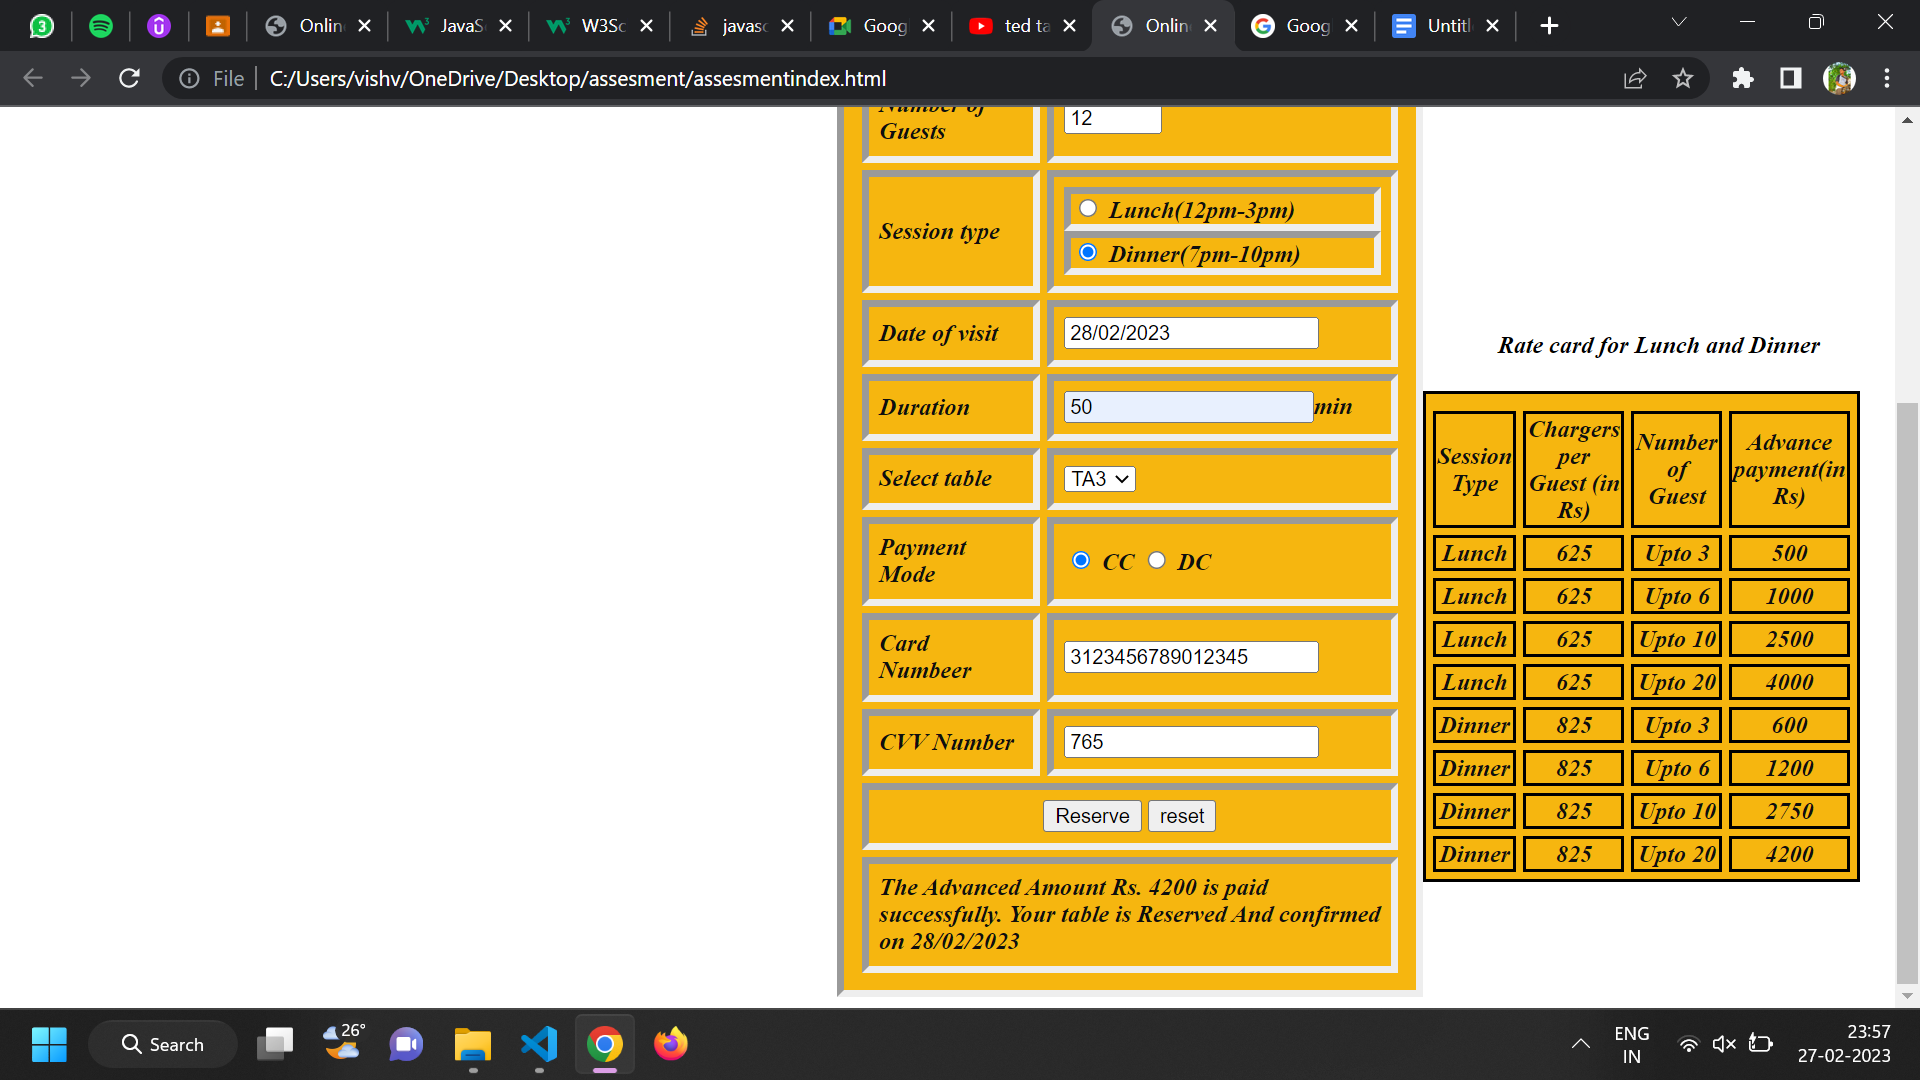 3
Onlin
JavaS
W3Sc
javasc
Goog
ted ta
Onlin
Goog
Untitl
File
C:/Users/vishv/OneDrive/Desktop/assesment/assesmentindex.html
Number of
Guests
12
Session type
Lunch(12pm-3pm)
Dinner(7pm-10pm)
Date of visit
28/02/2023
Duration
50
min
Select table
TA3
Payment
Mode
CC
DC
Card
Numbeer
3123456789012345
CVV Number
765
Reserve
reset
The Advanced Amount Rs. 4200 is paid
successfully. Your table is Reserved And confirmed
on 28/02/2023
Rate card for Lunch and Dinner
Session
Type
Chargers
per
Guest (in
Rs)
Number
of
Guest
Advance
payment(in
Rs)
Lunch 625 Upto 3 500
Lunch 625 Upto 6 1000
Lunch 625 Upto 10 2500
Lunch 625 Upto 20 4000
Dinner 825 Upto 3 600
Dinner 825 Upto 6 1200
Dinner 825 Upto 10 2750
Dinner 825 Upto 20 4200
Search
26°
ENG
IN
23:57
27-02-2023